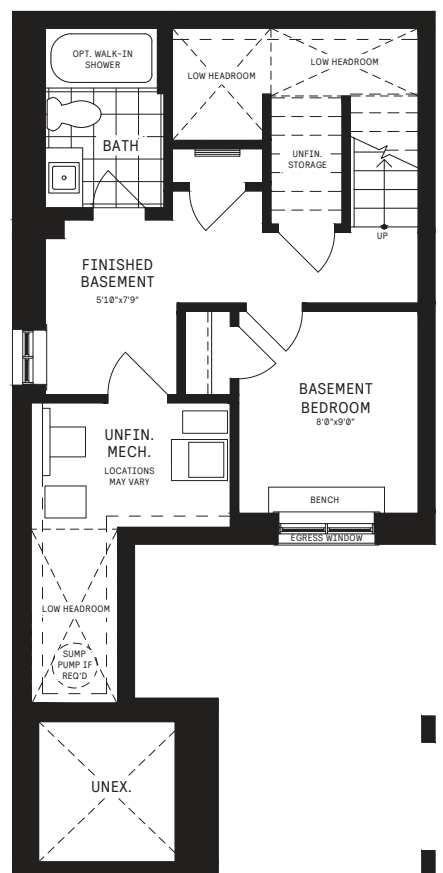 OPT. WALK-IN
SHOWER
LOW HEADROOM
LOW HEADROOM
BATH
UNFIN.
STORAGE
UP
FINISHED
BASEMENT
5'10"x7'9"
BASEMENT
BEDROOM
8'0"x9'0"
UNFIN.
MECH.
LOCATIONS
MAY VARY
BENCH
EGRESS WINDOW
LOW HEADROOM
SUMP
PUMP IF
REQ'D
UNEX.